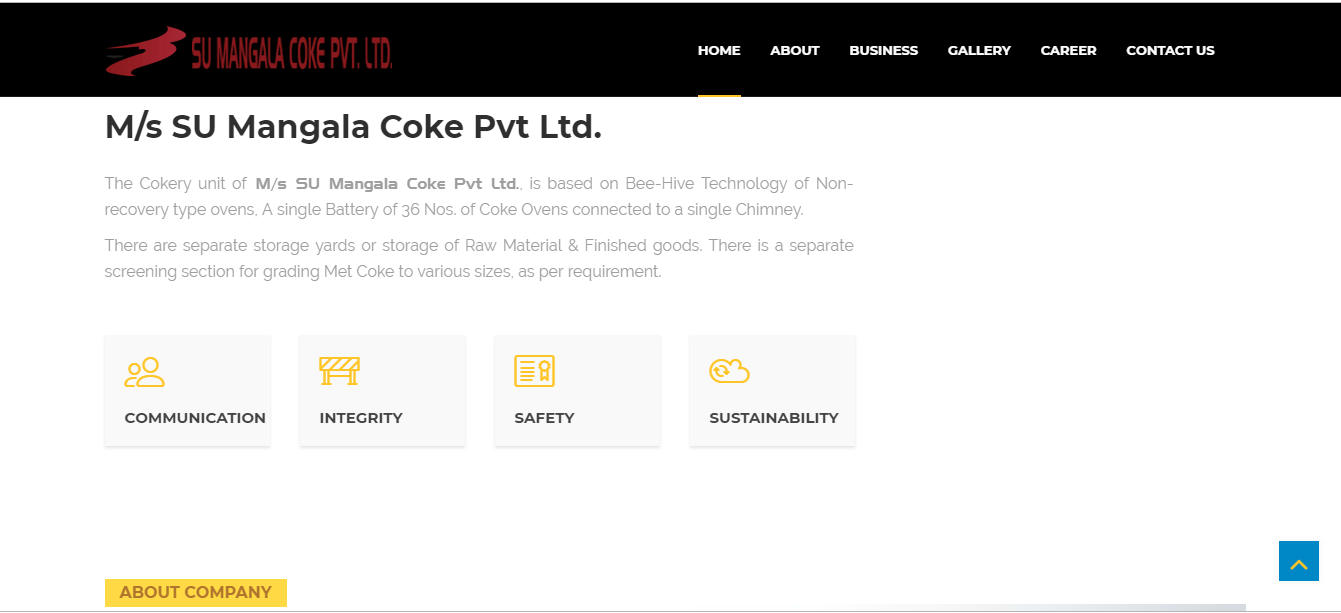 SU MANGALA COKE PVT. LTD.
HOME ABOUT BUSINESS GALLERY CAREER CONTACT US
M/s SU Mangala Coke Pvt Ltd.
The Cokery unit of M/s SU Mangala Coke Pvt Ltd., is based on Bee-Hive Technology of Non-
recovery type ovens, A single Battery of 36 Nos. of Coke Ovens connected to a single Chimney.
There are separate storage yards or storage of Raw Material & Finished goods. There is a separate
screening section for grading Met Coke to various sizes, as per requirement.
COMMUNICATION
INTEGRITY
SAFETY
SUSTAINABILITY
ABOUT COMPANY